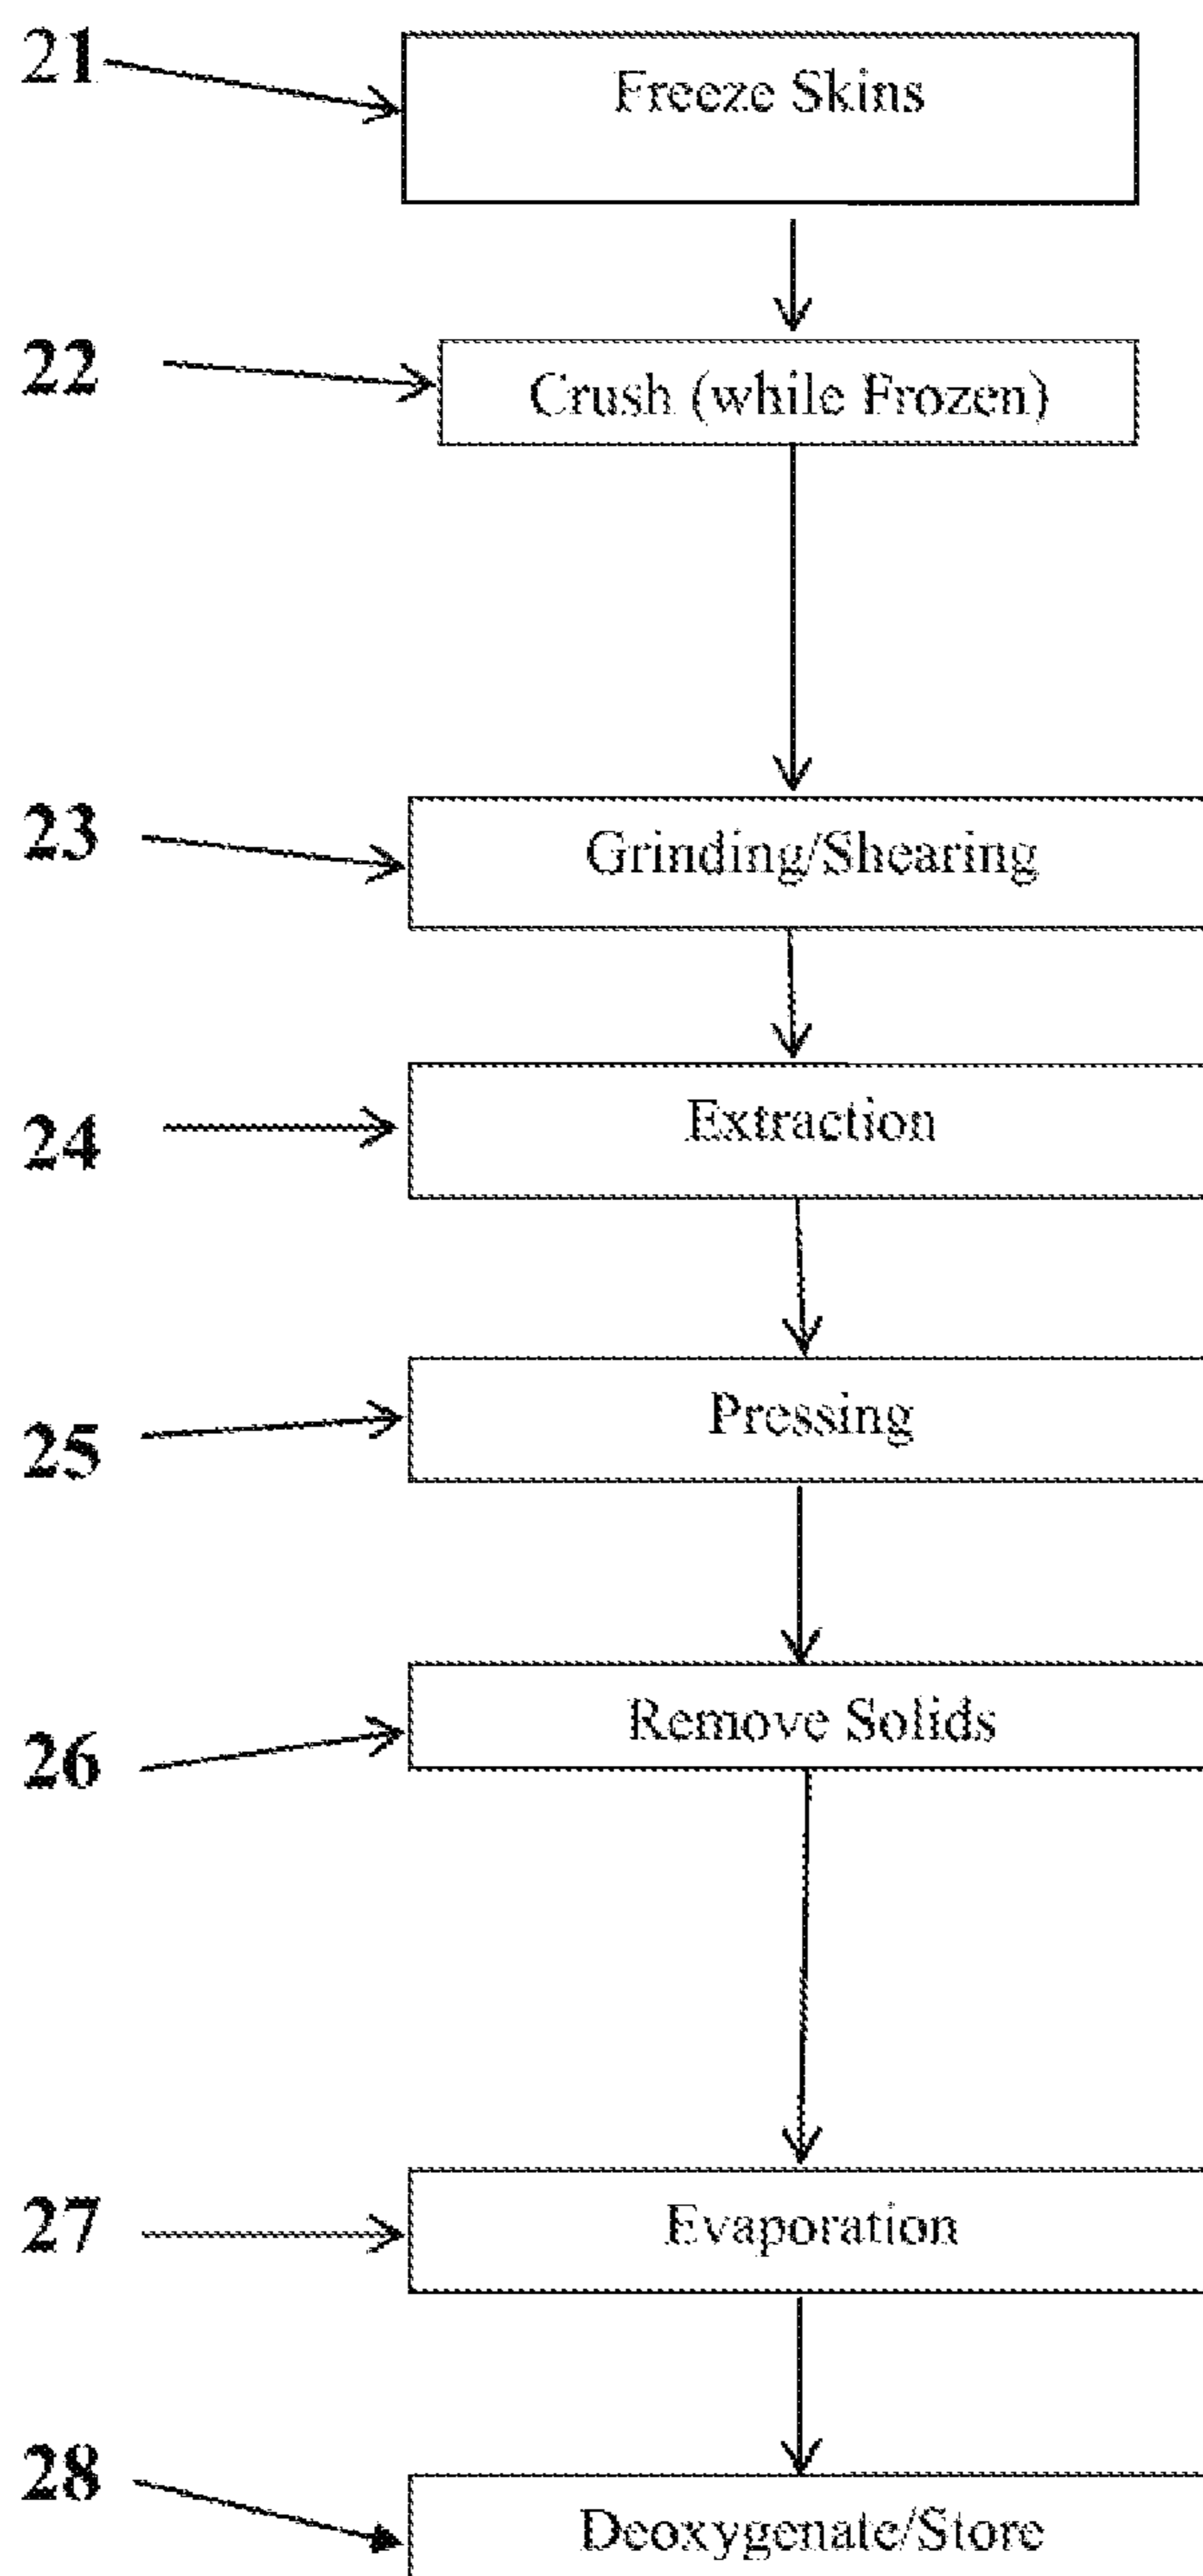 21
Freeze Skins
22
Crush (while Frozen)
23
Grinding/Shearing
24
Extraction
25
Pressing
26
Remove Solids
27
Evaporation
28
Deoxygenate/Store